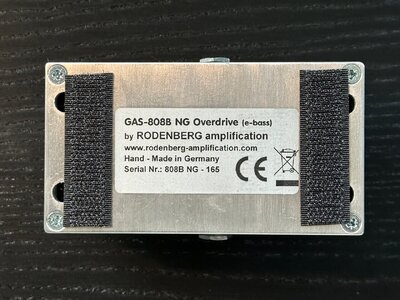 GAS-808B NG Overdrive (e-bass)
by RODENBERG amplification
www.rodenberg-amplification.com
Hand - Made in Germany
Serial Nr.: 808B NG - 165
CE